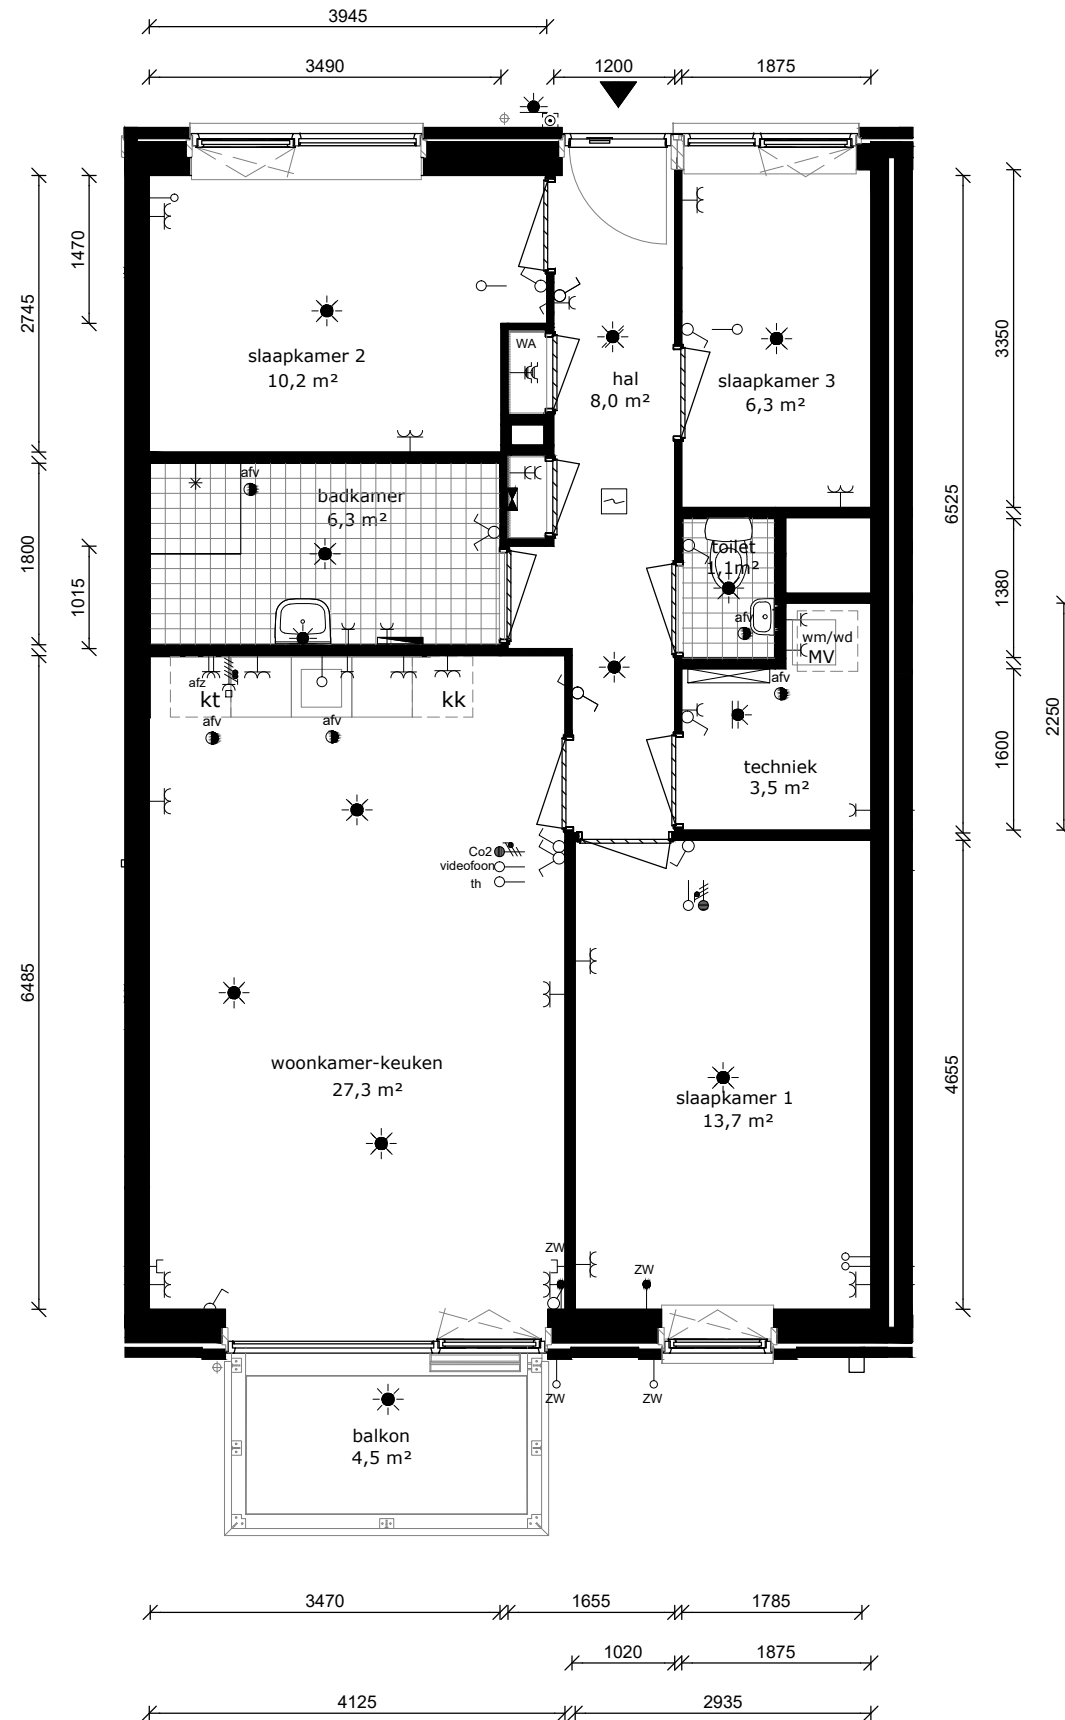 3945
3490
1200
1875
1470
2745
3350
6525
slaapkamer 2
10,2 m²
WA
hal
8,0 m²
slaapkamer 3
6,3 m²
afv
badkamer
6,3 m²
1800
1015
toilet
1,1m²
afv
1380
wm/wd
MV
afv
2250
1600
afz
kt
kk
afv
afv
techniek
3,5 m²
Co2
videofoon
th
6485
4655
woonkamer-keuken
27,3 m²
slaapkamer 1
13,7 m²
ZW
ZW
ZW
ZW
balkon
4,5 m²
3470
1655
1785
1020
1875
4125
2935